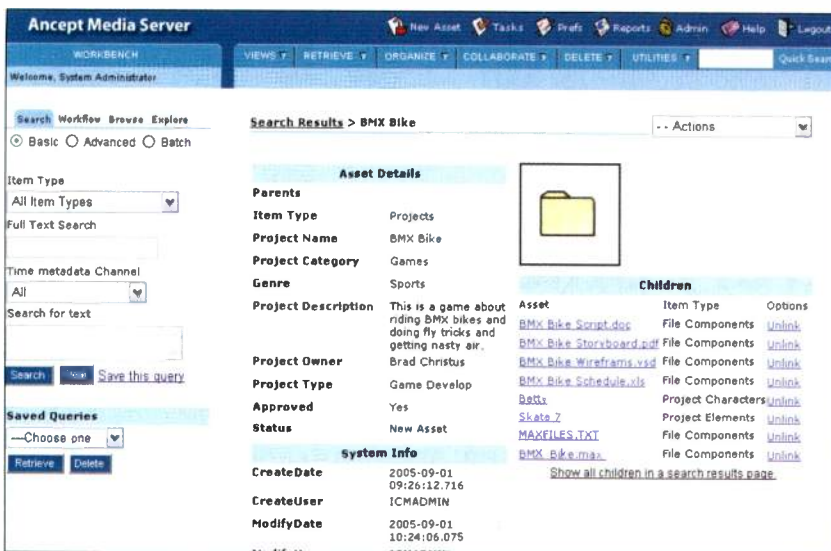 Ancept Media Server
New Asset Tasks Prefs Reports Admin Help Logout
WORKBENCH
VIEWS RETRIEVE ORGANIZE COLLABORATE DELETE UTILITIES Quick Sear
Welcome, System Administrator
Search Workflow Browse Explore
Basic Advanced Batch
Item Type
All Item Types
Full Text Search
Time metadata Channel
All
Search for text
Search Save this query
Saved Queries
---Choose one
Retrieve Delete
Search Results > BMX Bike
-- Actions
Asset Details
Parents
Item Type Projects
Project Name BMX Bike
Project Category Games
Genre Sports
Project Description This is a game about
riding BMX bikes and
doing fly tricks and
getting nasty air.
Project Owner Brad Christus
Project Type Game Develop
Approved Yes
Status New Asset
System Info
CreateDate 2005-09-01
09:26:12.716
CreateUser ICMADMIN
ModifyDate 2005-09-01
10:24:06.075
Children
Asset Item Type Options
BMX Bike Script.doc File Components Unlink
BMX Bike Storyboard.pdf File Components Unlink
BMX Bike Wireframs.vsd File Components Unlink
BMX Bike Schedule.xls File Components Unlink
Betty Project Characters Unlink
Skate 7 Project Elements Unlink
MAXFILES.TXT File Components Unlink
BMX Bike.max File Components Unlink
Show all children in a search results page